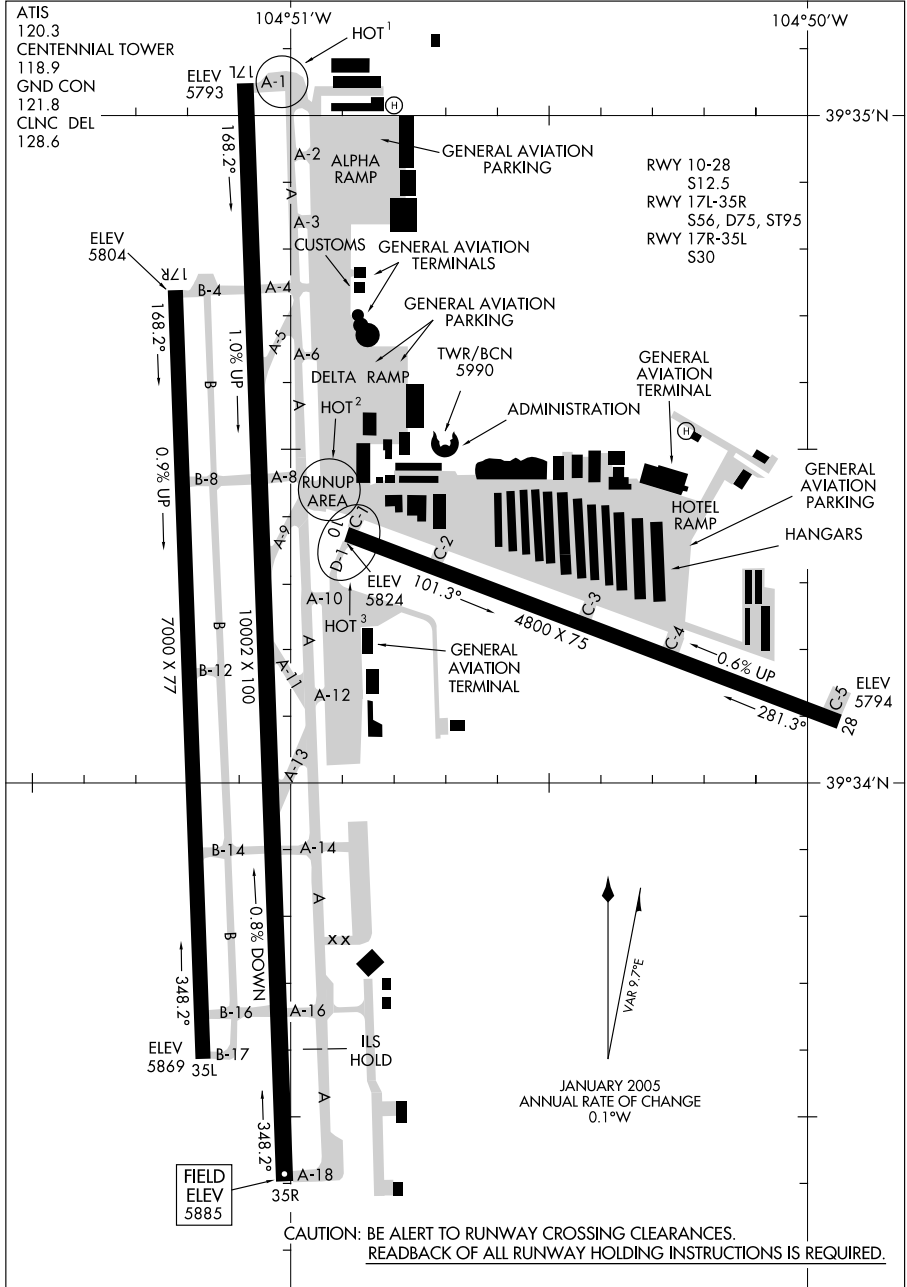 ATIS
120.3
CENTENNIAL TOWER
118.9
GND CON
121.8
CLNC DEL
128.6
104°51'W
104°50'W
HOT 1
ELEV
5793
17L
A-1
H
39°35'N
168.2°
A-2
ALPHA
RAMP
GENERAL AVIATION
PARKING
RWY 10-28
S12.5
RWY 17L-35R
S56, D75, ST95
RWY 17R-35L
S30
A
A-3
ELEV
5804
CUSTOMS
GENERAL AVIATION
TERMINALS
17R
B-4
A-4
168.2°
1.0% UP
A-5
GENERAL AVIATION
PARKING
A-6
TWR/BCN
5990
GENERAL
AVIATION
TERMINAL
B
DELTA RAMP
A
HOT 2
ADMINISTRATION
H
0.9% UP
B-8
A-8
RUNUP
AREA
HOTEL
RAMP
GENERAL
AVIATION
PARKING
HANGARS
A-9
10
C-1
D-1
C-2
ELEV
5824
101.3°
A-10
HOT 3
C-3
4800 X 75
C-4
7000 X 77
10002 X 100
B
A
B-12
A-11
A-12
GENERAL
AVIATION
TERMINAL
0.6% UP
281.3°
C-5
ELEV
5794
28
A-13
39°34'N
B-14
A-14
0.8% DOWN
A
B
X X
348.2°
VAR 9.7°E
B-16
A-16
ELEV
5869
B-17
35L
ILS
HOLD
A
348.2°
JANUARY 2005
ANNUAL RATE OF CHANGE
0.1°W
FIELD
ELEV
5885
A-18
35R
CAUTION: BE ALERT TO RUNWAY CROSSING CLEARANCES.
READBACK OF ALL RUNWAY HOLDING INSTRUCTIONS IS REQUIRED.